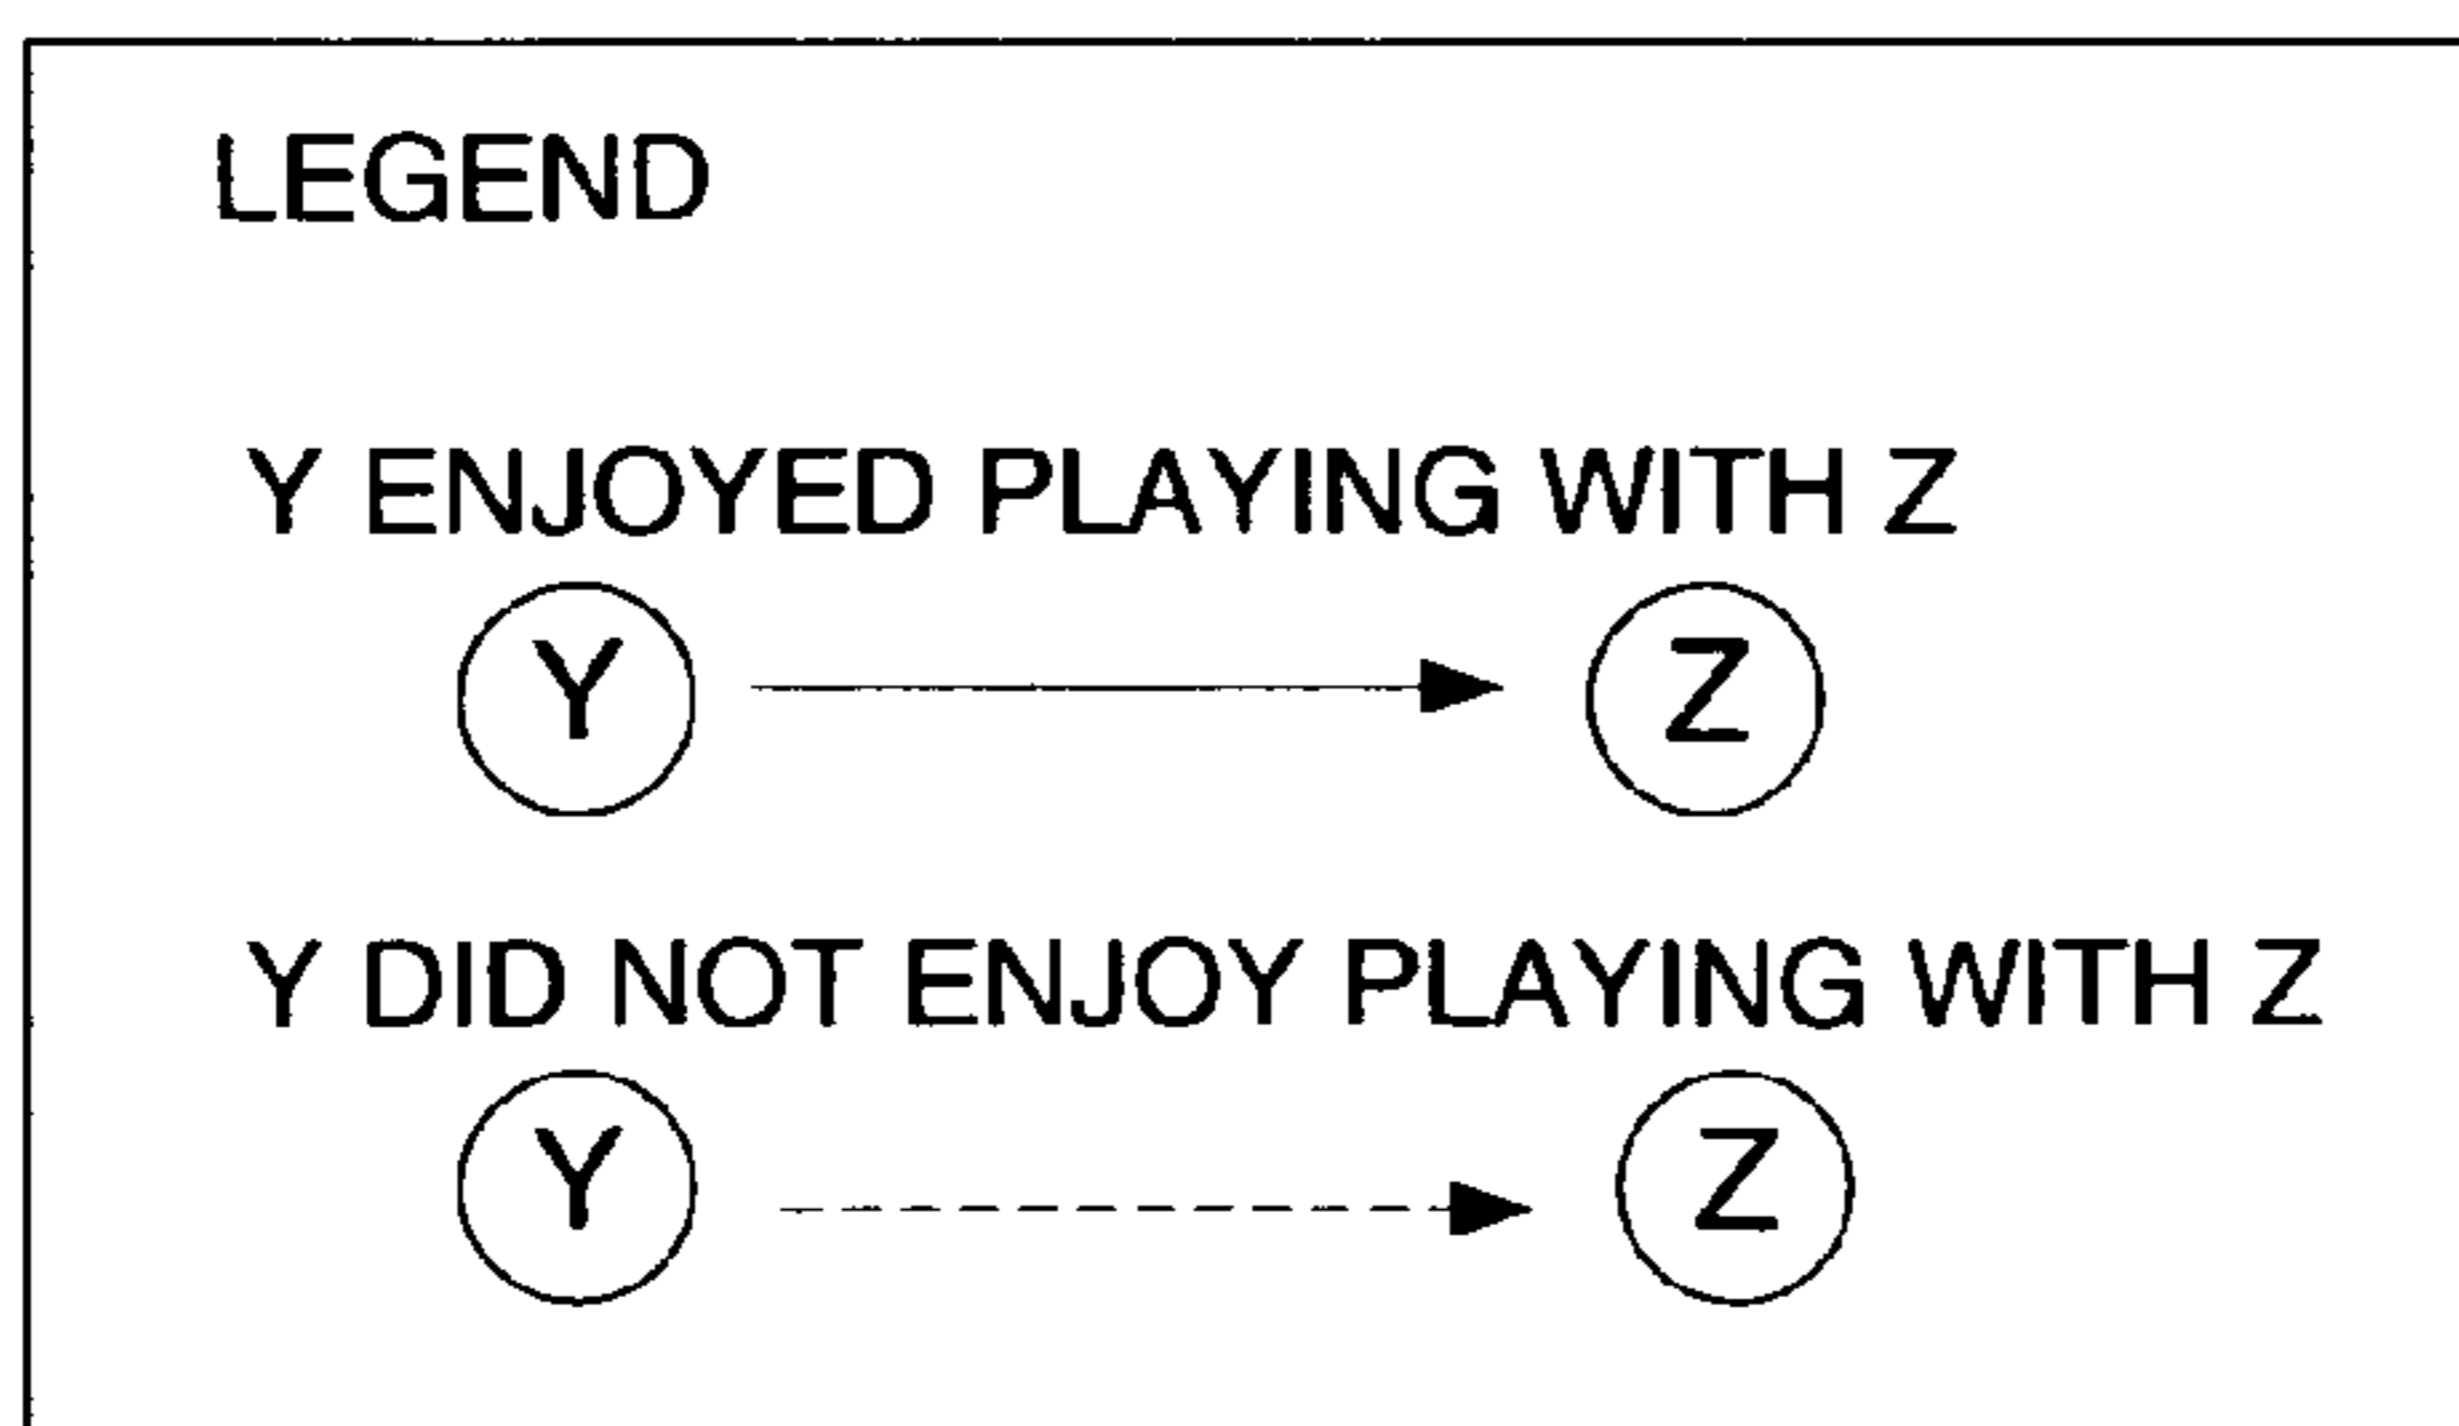 LEGEND
Y ENJOYED PLAYING WITH Z
Y Z
Y DID NOT ENJOY PLAYING WITH Z
Y Z